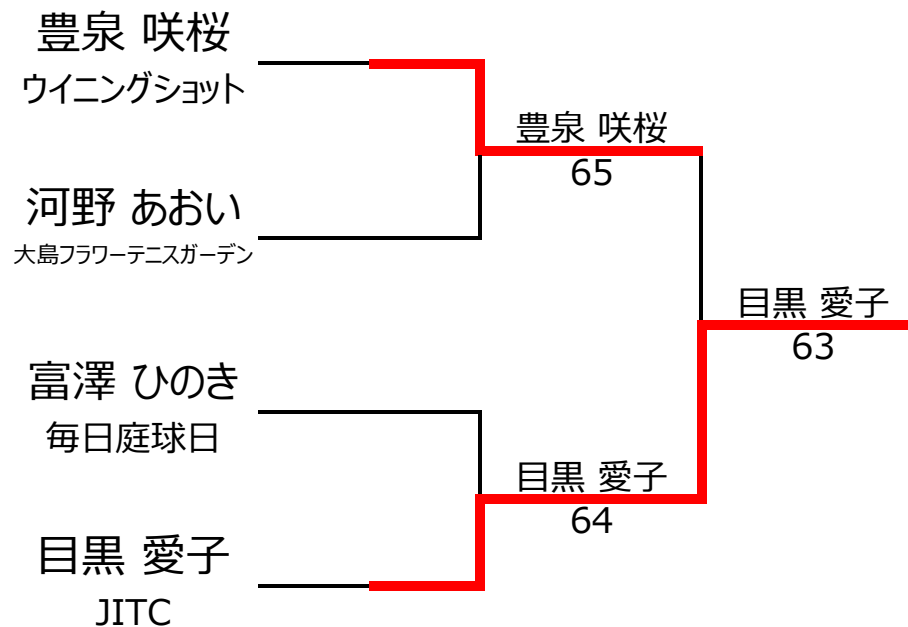 豊泉 咲桜
ウイニングショット
豊泉 咲桜
65
河野 あおい
大島フラワーテニスガーデン
目黒 愛子
63
富澤 ひのき
毎日庭球日
目黒 愛子
64
目黒 愛子
JITC